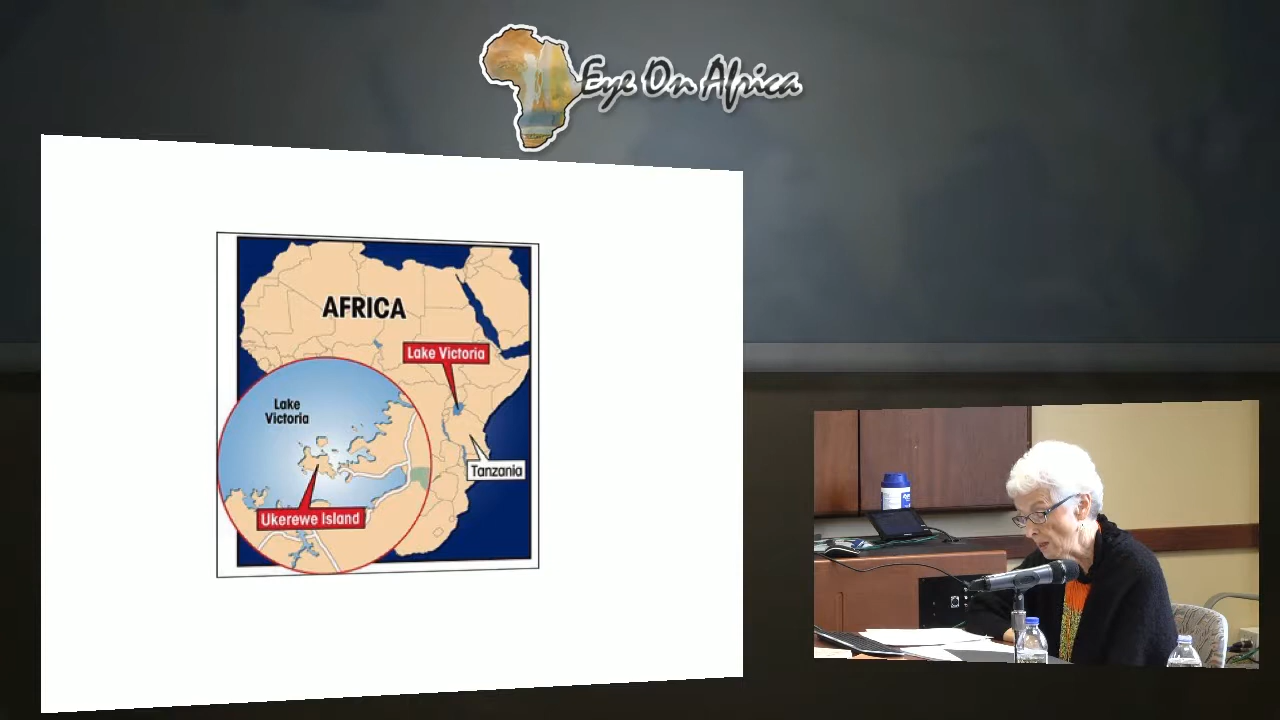 Eye On Africa
AFRICA
Lake Victoria
Lake
Victoria
Tanzania
Ukerewe Island